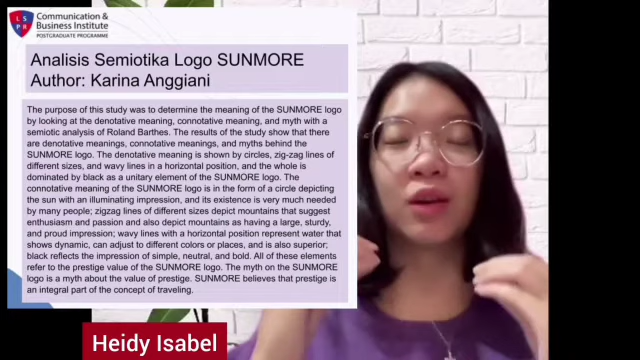 L S
P R
Communication &
Business Institute
POSTGRADUATE PROGRAMME
Analisis Semiotika Logo SUNMORE
Author: Karina Anggiani
The purpose of this study was to determine the meaning of the SUNMORE logo
by looking at the denotative meaning, connotative meaning, and myth with a
semiotic analysis of Roland Barthes. The results of the study show that there
are denotative meanings, connotative meanings, and myths behind the
SUNMORE logo. The denotative meaning is shown by circles, zig-zag lines of
different sizes, and wavy lines in a horizontal position, and the whole is
dominated by black as a unitary element of the SUNMORE logo. The
connotative meaning of the SUNMORE logo is in the form of a circle depicting
the sun with an illuminating impression, and its existence is very much needed
by many people; zigzag lines of different sizes depict mountains that suggest
enthusiasm and passion and also depict mountains as having a large, sturdy,
and proud impression; wavy lines with a horizontal position represent water that
shows dynamic, can adjust to different colors or places, and is also superior;
black reflects the impression of simple, neutral, and bold. All of these elements
refer to the prestige value of the SUNMORE logo. The myth on the SUNMORE
logo is a myth about the value of prestige. SUNMORE believes that prestige is
an integral part of the concept of traveling.
Heidy Isabel